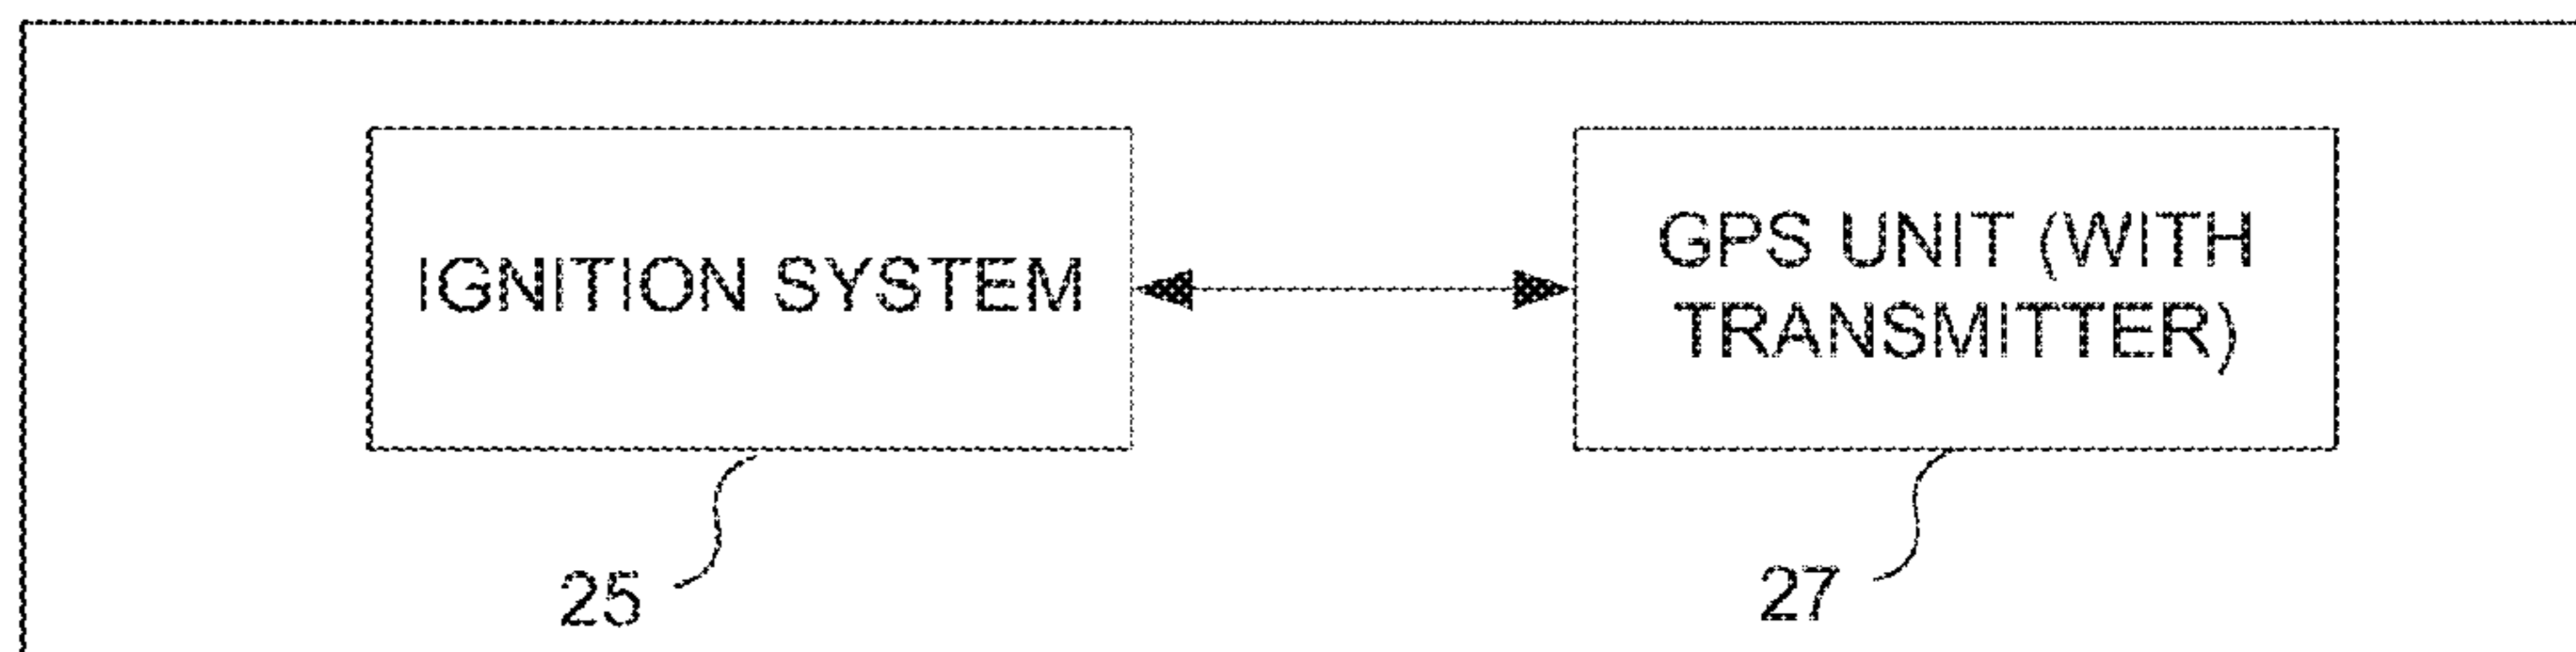 IGNITION SYSTEM
GPS UNIT (WITH
TRANSMITTER)
25
27